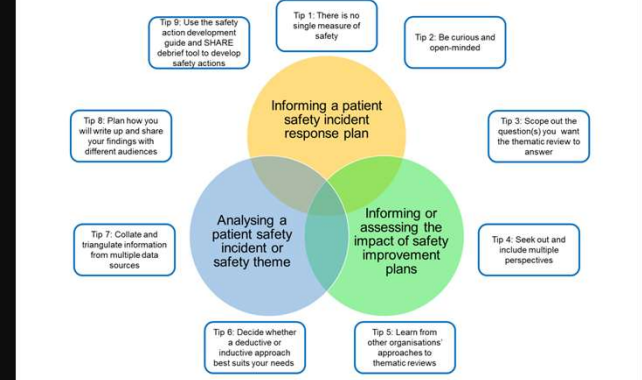 Tip 1: There is no
single measure of
safety
Tip 2: Be curious and
open-minded
Tip 3: Scope out the
question(s) you want
the thematic review to
answer
Tip 4: Seek out and
include multiple
perspectives
Tip 5: Learn from
other organisations'
approaches to
thematic reviews
Tip 6: Decide whether
a deductive or
inductive approach
best suits your needs
Tip 7: Collate and
triangulate information
from multiple data
sources
Tip 8: Plan how you
will write up and share
your findings with
different audiences
Tip 9: Use the safety
action development
guide and SHARE
debrief tool to develop
safety actions
Informing a patient
safety incident
response plan
Analysing a
patient safety
incident or
safety theme
Informing or
assessing the
impact of safety
improvement
plans